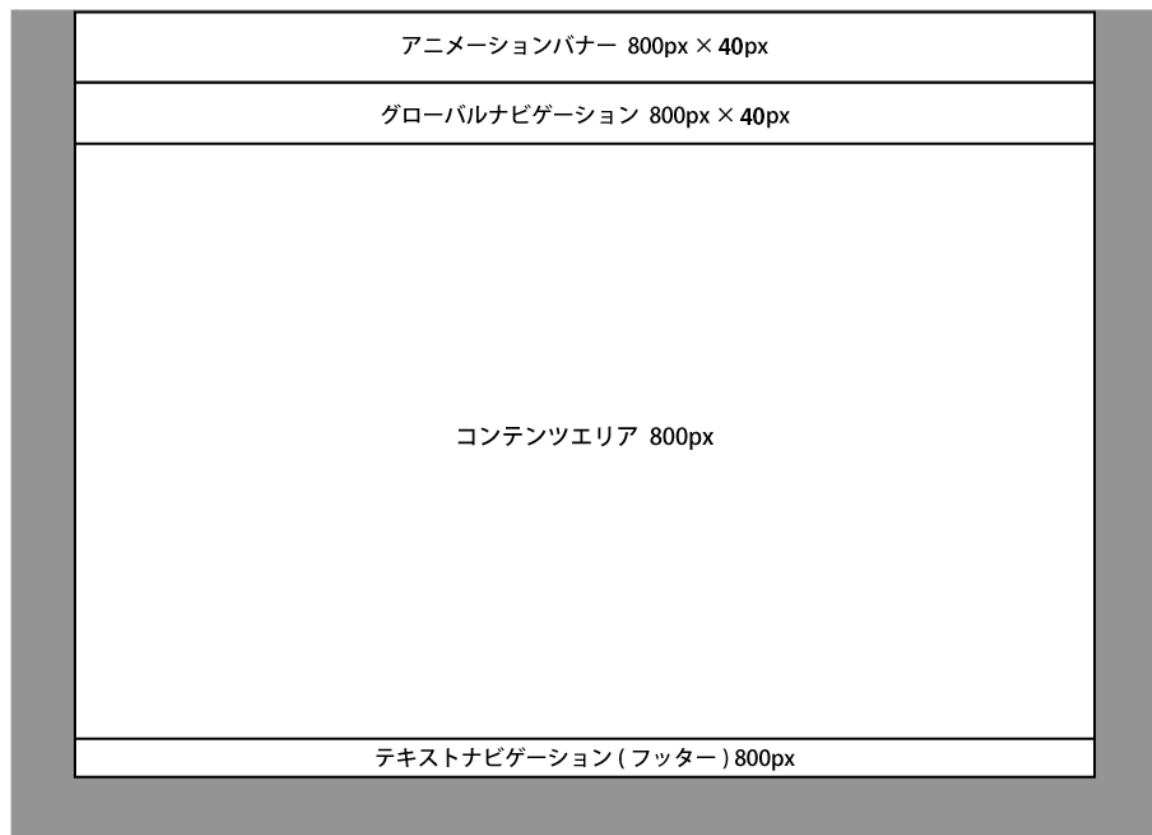 アニメーションバナー 800px × 40px
グローバルナビゲーション 800px × 40px
コンテンツエリア 800px
テキストナビゲーション ( フッター ) 800px